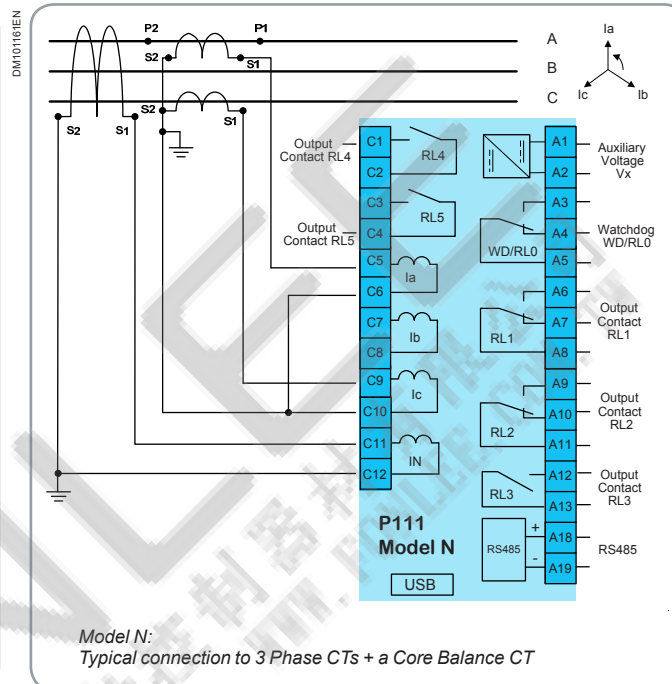 DM101161EN
P2
P1
A
Ia
S2
S1
B
S2
S1
C
Ic
Ib
S2
S1
Output
Contact RL4
C1
RL4
C2
C3
Output
Contact RL5
C4
RL5
C5
Ia
C6
C7
Ib
C8
C9
Ic
C10
C11
IN
C12
A1
Auxiliary
Voltage
Vx
A2
A3
A4
Watchdog
WD/RL0
WD/RL0
A5
A6
Output
Contact
RL1
A7
RL1
A8
A9
Output
Contact
RL2
A10
RL2
A11
A12
Output
Contact
RL3
RL3
A13
P111
Model N
RS485
+
-
A18
A19
RS485
USB
Model N:
Typical connection to 3 Phase CTs + a Core Balance CT